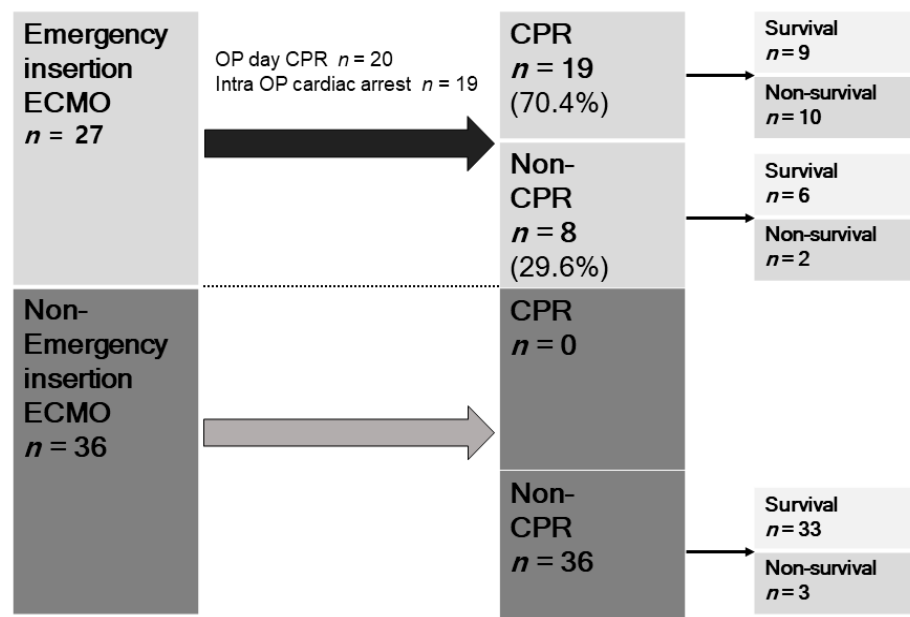 Emergency
insertion
ECMO
n = 27
OP day CPR n = 20
Intra OP cardiac arrest n = 19
CPR
n = 19
(70.4%)
Survival
n = 9
Non-survival
n = 10
Non-
CPR
n = 8
(29.6%)
Survival
n = 6
Non-survival
n = 2
Non-
Emergency
insertion
ECMO
n = 36
CPR
n = 0
Non-
CPR
n = 36
Survival
n = 33
Non-survival
n = 3